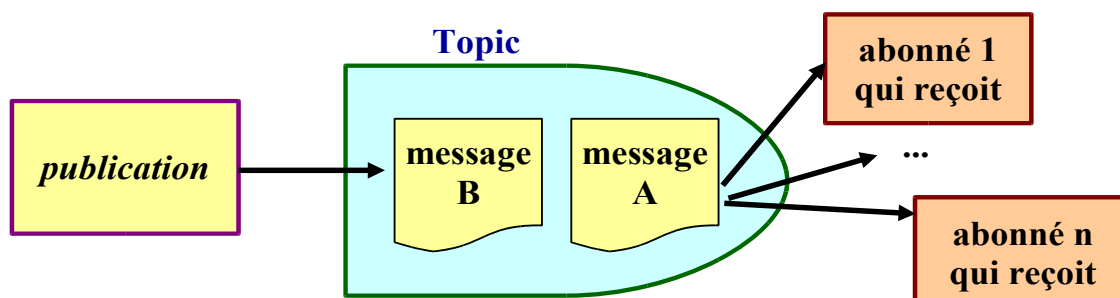 Topic
publication
message
B
message
A
abonné 1
qui reçoit
...
abonné n
qui reçoit